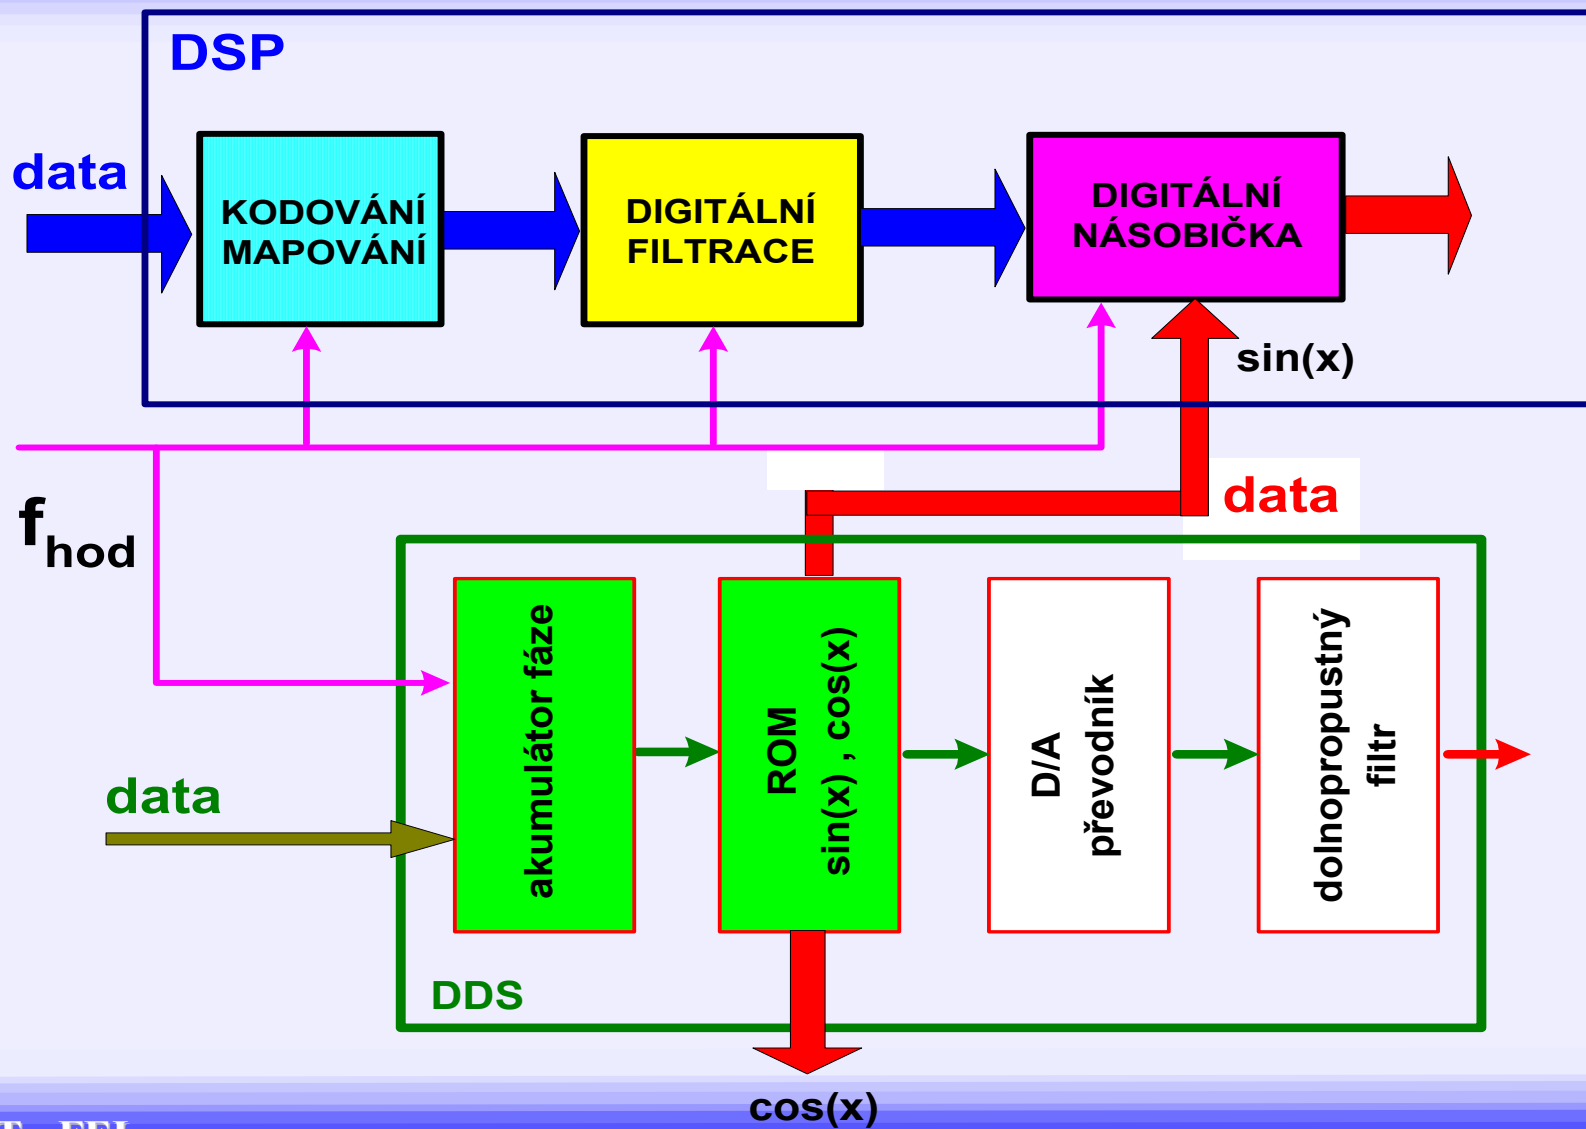 DSP
data
KODOVÁNÍ
MAPOVÁNÍ
DIGITÁLNÍ
FILTRACE
DIGITÁLNÍ
NÁSOBIČKA
sin(x)
f hod
data
data
akumulátor fáze
ROM
sin(x) , cos(x)
D/A
převodník
dolnopropustný
filtr
DDS
cos(x)